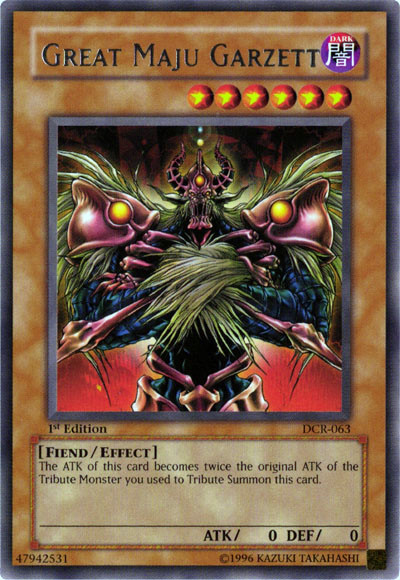 GREAT MAJU GARZETT
DARK
闇
1st Edition
DCR-063
[FIEND/EFFECT]
The ATK of this card becomes twice the original ATK of the
Tribute Monster you used to Tribute Summon this card.
ATK/ 0 DEF/ 0
47942531
©1996 KAZUKI TAKAHASHI